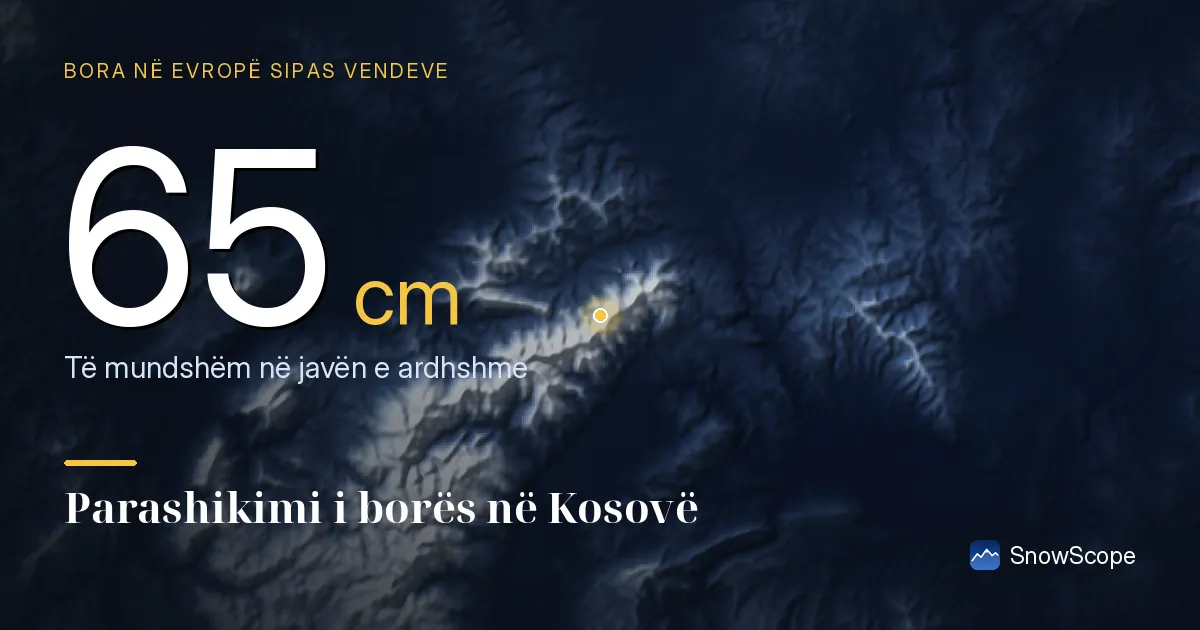 BORA NË EVROPË SIPAS VENDEVE
65 cm
Të mundshëm në javën e ardhshme
Parashikimi i borës në Kosovë
SnowScope